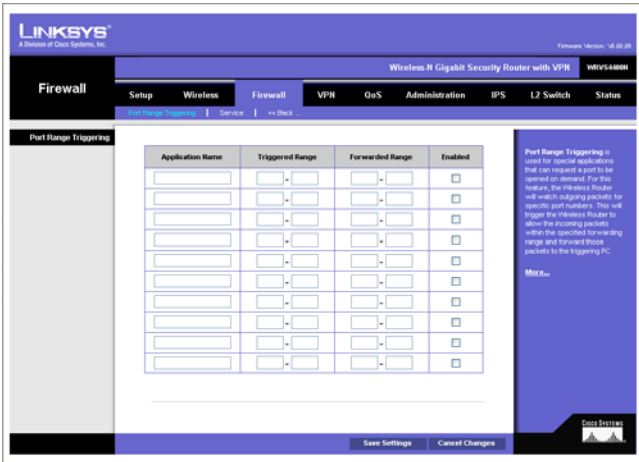 LINKSYS®
A Division of Cisco Systems, Inc.
Firmware Version: V0.00.06
Wireless-N Gigabit Security Router with VPN WRVS4400N
Firewall
Setup Wireless Firewall VPN QoS Administration IPS L2 Switch Status
Port Range Triggering | Service | << Back ...
Port Range Triggering
Application Name Triggered Range Forwarded Range Enabled
- -
- -
- -
- -
- -
- -
- -
- -
- -
- -
Port Range Triggering is
used for special applications
that can request a port to be
opened on demand. For this
feature, the Wireless Router
will watch outgoing packets for
specific port numbers. This will
trigger the Wireless Router to
allow the incoming packets
within the specified forwarding
range and forward those
packets to the triggering PC.
More...
Save Settings Cancel Changes
CISCO SYSTEMS